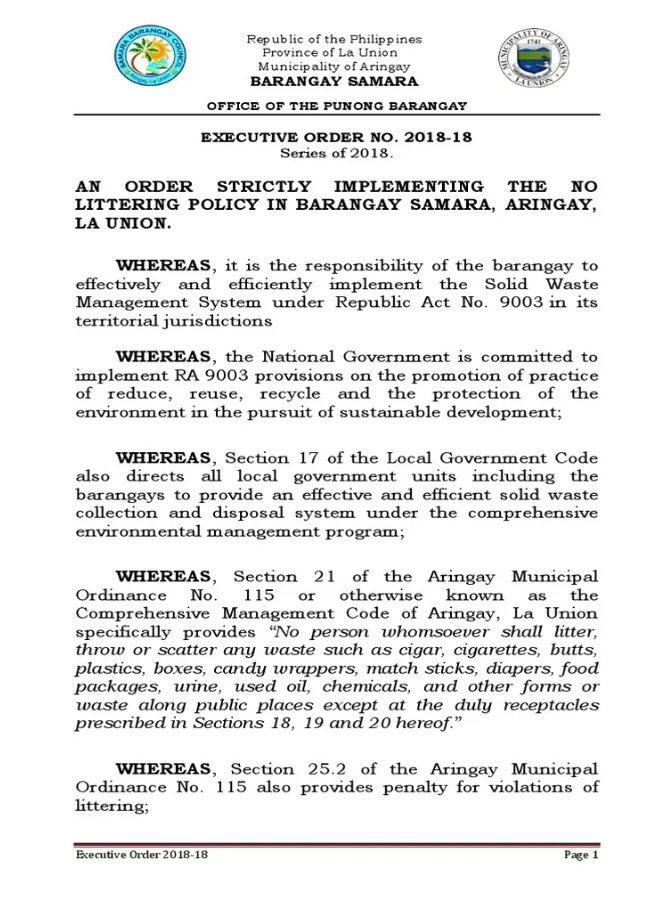 SAMARA BARANGAY COUNCIL
Aringay, La Union
Republic of the Philippines
Province of La Union
Municipality of Aringay
BARANGAY SAMARA
MUNICIPALITY OF ARINGAY
1741
LA UNION
OFFICE OF THE PUNONG BARANGAY
EXECUTIVE ORDER NO. 2018-18
Series of 2018.
AN ORDER STRICTLY IMPLEMENTING THE NO
LITTERING POLICY IN BARANGAY SAMARA, ARINGAY,
LA UNION.
WHEREAS, it is the responsibility of the barangay to
effectively and efficiently implement the Solid Waste
Management System under Republic Act No. 9003 in its
territorial jurisdictions
WHEREAS, the National Government is committed to
implement RA 9003 provisions on the promotion of practice
of reduce, reuse, recycle and the protection of the
environment in the pursuit of sustainable development;
WHEREAS, Section 17 of the Local Government Code
also directs all local government units including the
barangays to provide an effective and efficient solid waste
collection and disposal system under the comprehensive
environmental management program;
WHEREAS, Section 21 of the Aringay Municipal
Ordinance No. 115 or otherwise known as the
Comprehensive Management Code of Aringay, La Union
specifically provides “No person whomsoever shall litter,
throw or scatter any waste such as cigar, cigarettes, butts,
plastics, boxes, candy wrappers, match sticks, diapers, food
packages, urine, used oil, chemicals, and other forms or
waste along public places except at the duly receptacles
prescribed in Sections 18, 19 and 20 hereof.”
WHEREAS, Section 25.2 of the Aringay Municipal
Ordinance No. 115 also provides penalty for violations of
littering;
Executive Order 2018-18 Page 1